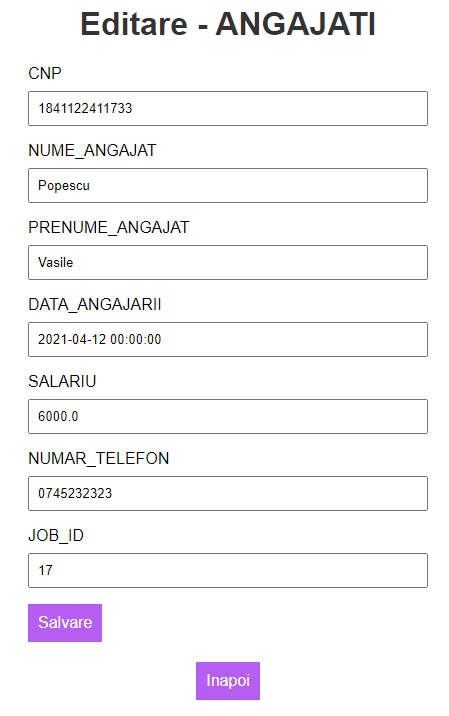 Editare - ANGAJATI
CNP
1841122411733
NUME_ANGAJAT
Popescu
PRENUME_ANGAJAT
Vasile
DATA_ANGAJARII
2021-04-12 00:00:00
SALARIU
6000.0
NUMAR_TELEFON
0745232323
JOB_ID
17
Salvare
Inapoi